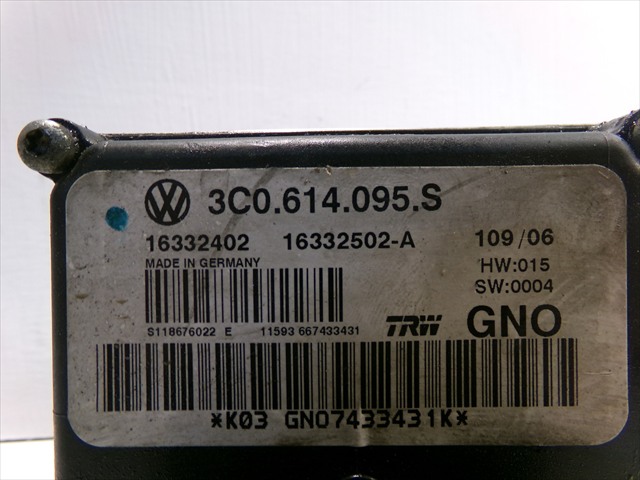 3C0.614.095.S
16332402 16332502-A 109/06
MADE IN GERMANY HW:015
SW:0004
S118676022 E 11593 667433431 TRW GNO
*K03 GNO7433431K*